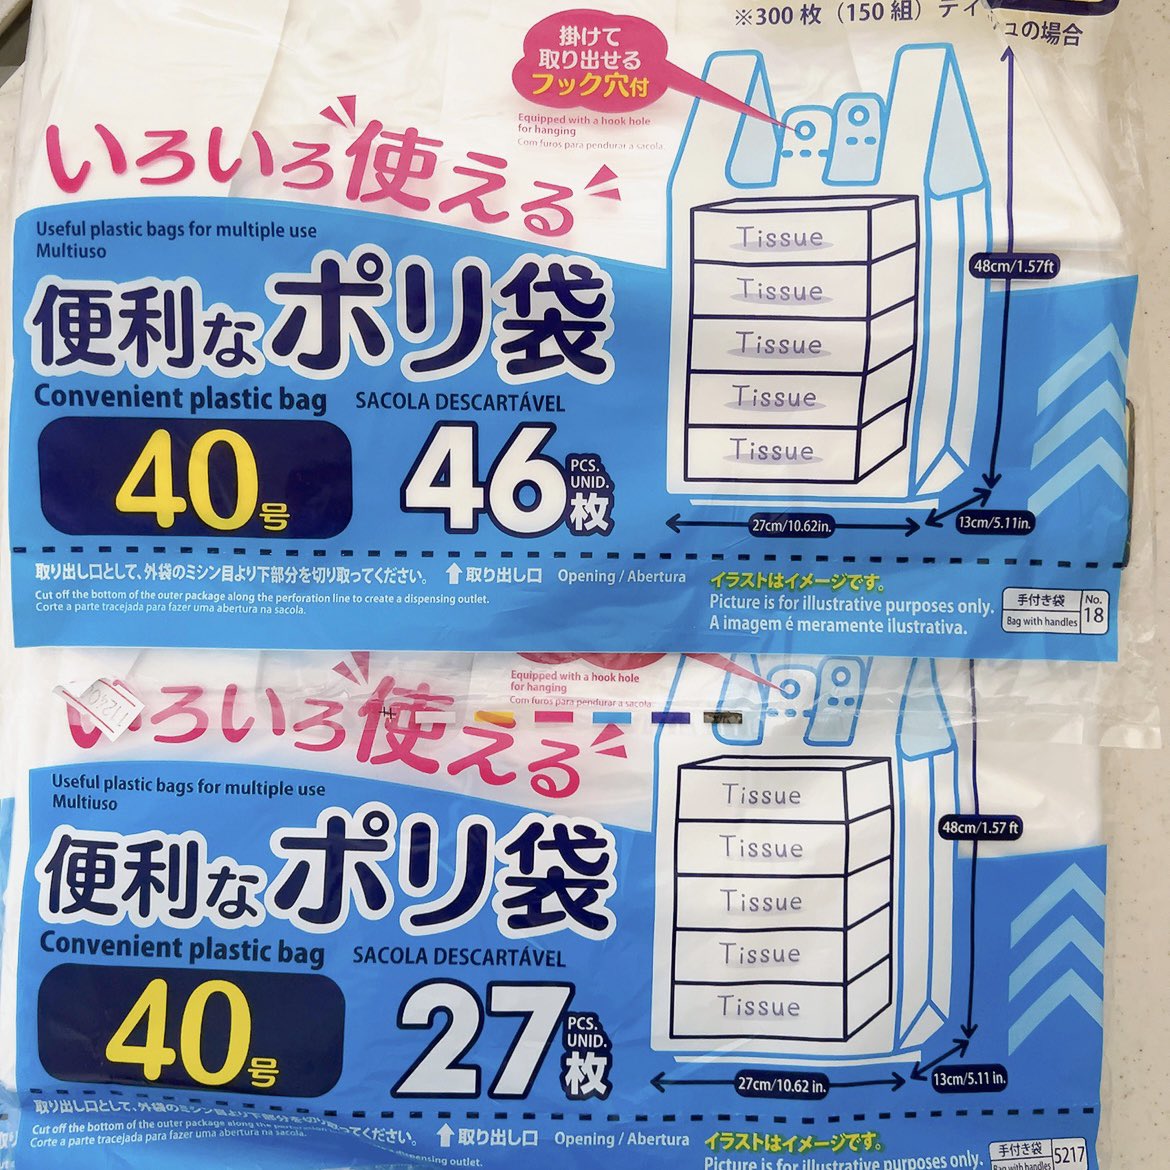 ※300枚（150組）ティッシュの場合
掛けて
取り出せる
フック穴付
Equipped with a hook hole
for hanging
Com furos para pendurar a sacola.
いろいろ使える
Useful plastic bags for multiple use
Multiuso
便利なポリ袋
Convenient plastic bag SACOLA DESCARTÁVEL
40号
46 PCS. UNID. 枚
Tissue
Tissue
Tissue
Tissue
Tissue
48cm/1.57ft
27cm/10.62in.
13cm/5.11in.
取り出し口として、外袋のミシン目より下部分を切り取ってください。
Cut off the bottom of the outer package along the perforation line to create a dispensing outlet.
Corte a parte tracejada para fazer uma abertura na sacola.
取り出し口 Opening / Abertura
イラストはイメージです。
Picture is for illustrative purposes only.
A imagem é meramente ilustrativa.
手付き袋
Bag with handles
No.
18
Equipped with a hook hole
for hanging
Com furos para pendurar a sacola.
11240
いろいろ使える
Useful plastic bags for multiple use
Multiuso
便利なポリ袋
Convenient plastic bag SACOLA DESCARTÁVEL
40号
27 PCS. UNID. 枚
Tissue
Tissue
Tissue
Tissue
Tissue
48cm/1.57 ft
27cm/10.62 in.
13cm/5.11 in.
取り出し口として、外袋のミシン目より下部分を切り取ってください。
Cut off the bottom of the outer package along the perforation line to create a dispensing outlet.
Corte a parte tracejada para fazer uma abertura na sacola.
取り出し口 Opening / Abertura
イラストはイメージです。
Picture is for illustrative purposes only.
手付き袋
Bag with handles
5217